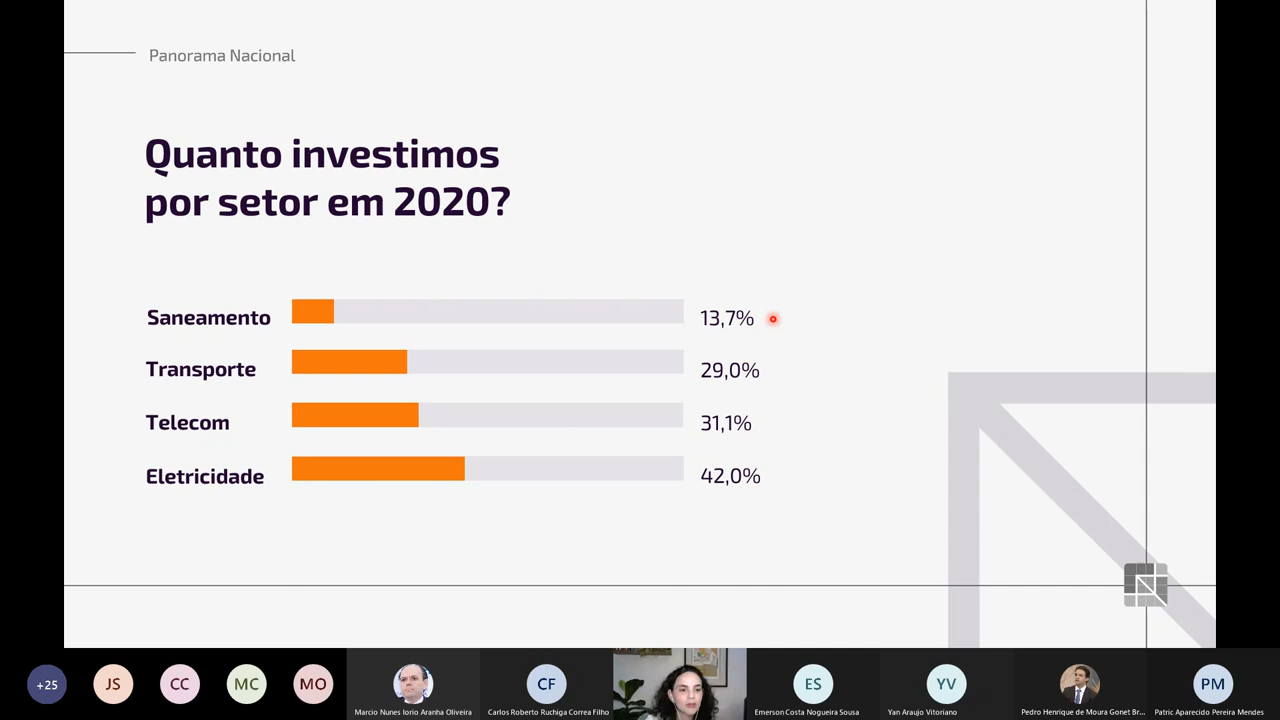 Panorama Nacional
Quanto investimos
por setor em 2020?
Saneamento 13,7%
Transporte 29,0%
Telecom 31,1%
Eletricidade 42,0%
+25 JS CC MC MO CF ES YV PM
Marcio Nunes Iorio Aranha Oliveira Carlos Roberto Ruchiga Correa Filho Emerson Costa Nogueira Sousa Yan Araujo Vitoriano Pedro Henrique de Moura Gonet Br... Patric Aparecidos Pereira Mendes